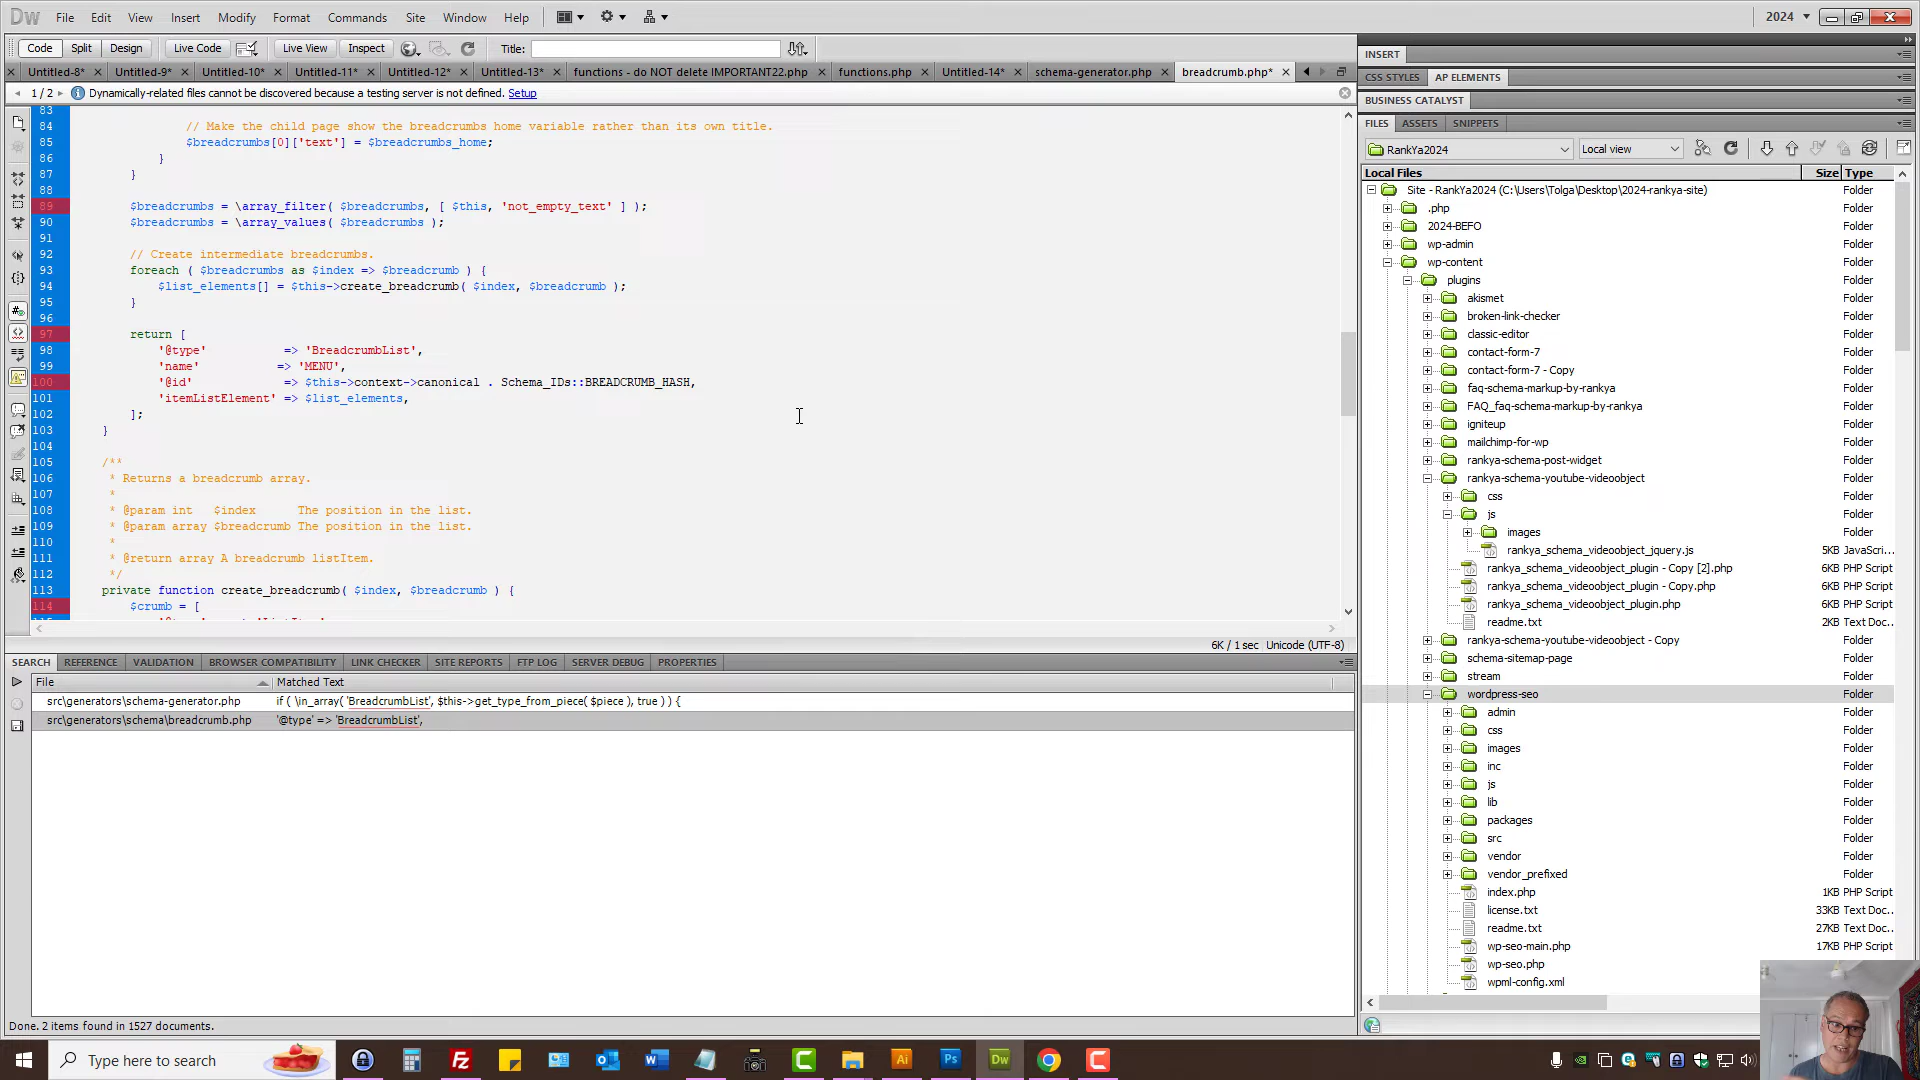 Dw File Edit View Insert Modify Format Commands Site Window Help 2024
Code Split Design Live Code Live View Inspect Title:
Untitled-8* Untitled-9* Untitled-10* Untitled-11* Untitled-12* Untitled-13* functions - do NOT delete IMPORTANT22.php functions.php Untitled-14* schema-generator.php breadcrumb.php*
1 / 2 Dynamically-related files cannot be discovered because a testing server is not defined. Setup
83
84 // Make the child page show the breadcrumbs home variable rather than its own title.
85 $breadcrumbs[0]['text'] = $breadcrumbs_home;
86 }
87 }
88
89 $breadcrumbs = \array_filter( $breadcrumbs, [ $this, 'not_empty_text' ] );
90 $breadcrumbs = \array_values( $breadcrumbs );
91
92 // Create intermediate breadcrumbs.
93 foreach ( $breadcrumbs as $index => $breadcrumb ) {
94 $list_elements[] = $this->create_breadcrumb( $index, $breadcrumb );
95 }
96
97 return [
98 '@type' => 'BreadcrumbList',
99 'name' => 'MENU',
100 '@id' => $this->context->canonical . Schema_IDs::BREADCRUMB_HASH,
101 'itemListElement' => $list_elements,
102 ];
103 }
104
105 /**
106 * Returns a breadcrumb array.
107 *
108 * @param int $index The position in the list.
109 * @param array $breadcrumb The position in the list.
110 *
111 * @return array A breadcrumb listItem.
112 */
113 private function create_breadcrumb( $index, $breadcrumb ) {
114 $crumb = [
6K / 1 sec Unicode (UTF-8)
SEARCH REFERENCE VALIDATION BROWSER COMPATIBILITY LINK CHECKER SITE REPORTS FTP LOG SERVER DEBUG PROPERTIES
File Matched Text
src\generators\schema-generator.php if ( \in_array( 'BreadcrumbList', $this->get_type_from_piece( $piece ), true ) ) {
src\generators\schema\breadcrumb.php '@type' => 'BreadcrumbList',
Done. 2 items found in 1527 documents.
INSERT
CSS STYLES AP ELEMENTS
BUSINESS CATALYST
FILES ASSETS SNIPPETS
RankYa2024 Local view
Local Files Size Type
Site - RankYa2024 (C:\Users\Tolga\Desktop\2024-rankya-site) Folder
.php Folder
2024-BEFO Folder
wp-admin Folder
wp-content Folder
plugins Folder
akismet Folder
broken-link-checker Folder
classic-editor Folder
contact-form-7 Folder
contact-form-7 - Copy Folder
faq-schema-markup-by-rankya Folder
FAQ_faq-schema-markup-by-rankya Folder
igniteup Folder
mailchimp-for-wp Folder
rankya-schema-post-widget Folder
rankya-schema-youtube-videoobject Folder
css Folder
js Folder
images Folder
rankya_schema_videoobject_jquery.js 5KB JavaScri...
rankya_schema_videoobject_plugin - Copy [2].php 6KB PHP Script
rankya_schema_videoobject_plugin - Copy.php 6KB PHP Script
rankya_schema_videoobject_plugin.php 6KB PHP Script
readme.txt 2KB Text Doc...
rankya-schema-youtube-videoobject - Copy Folder
schema-sitemap-page Folder
stream Folder
wordpress-seo Folder
admin Folder
css Folder
images Folder
inc Folder
js Folder
lib Folder
packages Folder
src Folder
vendor Folder
vendor_prefixed Folder
index.php 1KB PHP Script
license.txt 33KB Text Doc...
readme.txt 27KB Text Doc...
wp-seo-main.php 17KB PHP Script
wp-seo.php
wpml-config.xml
Type here to search Ai Ps Dw